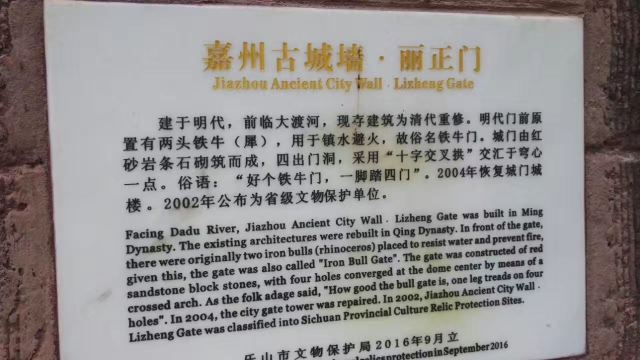 嘉州古城墙·丽正门
Jiazhou Ancient City Wall . Lizheng Gate
建于明代，前临大渡河，现存建筑为清代重修。明代门前原
置有两头铁牛（犀），用于镇水避火，故俗名铁牛门。城门由红
砂岩条石砌筑而成，四出门洞，采用“十字交叉拱”交汇于穹心
一点。俗语：“好个铁牛门，一脚踏四门”。2004年恢复城门城
楼。2002年公布为省级文物保护单位。
Facing Dadu River, Jiazhou Ancient City Wall . Lizheng Gate was built in Ming
Dynasty. The existing architectures were rebuilt in Qing Dynasty. In front of the gate,
there were originally two iron bulls (rhinoceros) placed to resist water and prevent fire,
given this, the gate was also called "Iron Bull Gate". The gate was constructed of red
sandstone block stones, with four holes converged at the dome center by means of a
crossed arch. As the folk adage said, "How good the bull gate is, one leg treads on four
holes". In 2004, the city gate tower was repaired. In 2002, Jiazhou Ancient City Wall .
Lizheng Gate was classified into Sichuan Provincial Culture Relic Protection Sites.
乐山市文物保护局2016年9月立
protection in September 2016